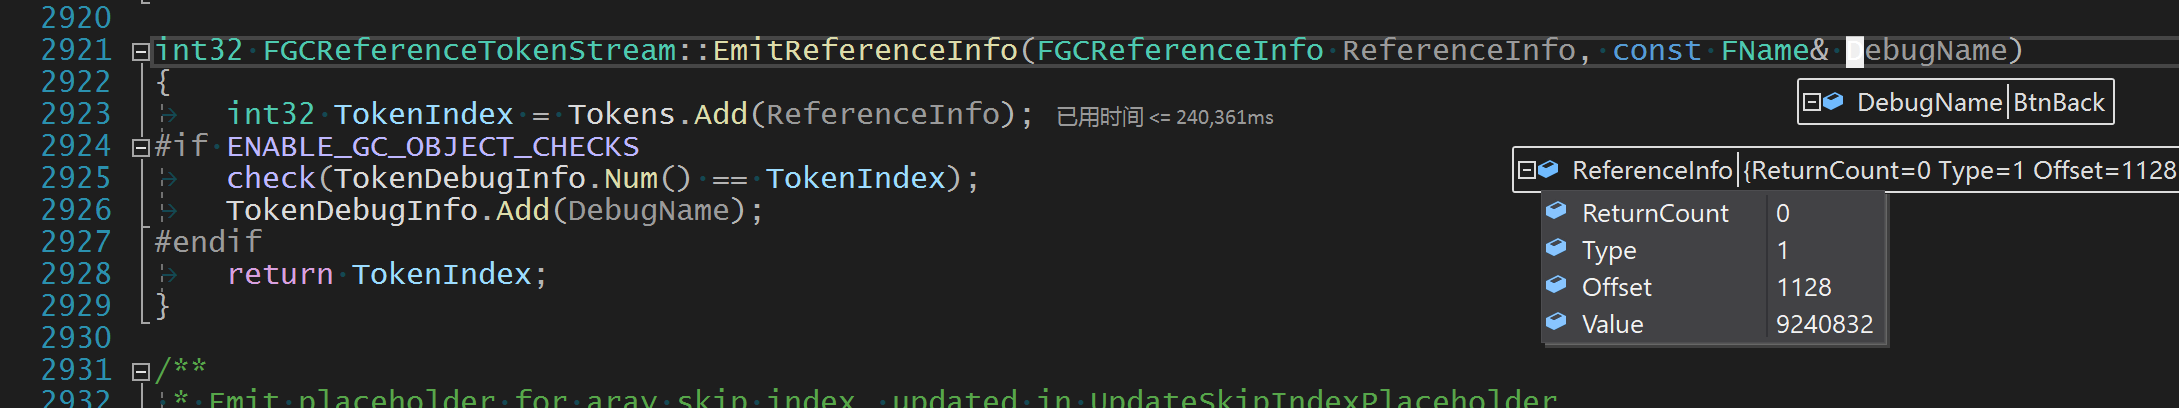 2920
2921 int32 FGCReferenceTokenStream::EmitReferenceInfo(FGCReferenceInfo ReferenceInfo, const FName& DebugName)
2922 {
DebugName BtnBack
2923 int32 TokenIndex = Tokens.Add(ReferenceInfo); 已用时间 <= 240,361ms
2924 #if ENABLE_GC_OBJECT_CHECKS
2925 check(TokenDebugInfo.Num() == TokenIndex);
ReferenceInfo {ReturnCount=0 Type=1 Offset=1128
2926 TokenDebugInfo.Add(DebugName);
ReturnCount 0
2927 #endif
Type 1
2928 return TokenIndex;
Offset 1128
2929 }
Value 9240832
2930
2931 /**
2932 * Emit placeholder for aray skip index, updated in UpdateSkipIndexPlaceholder